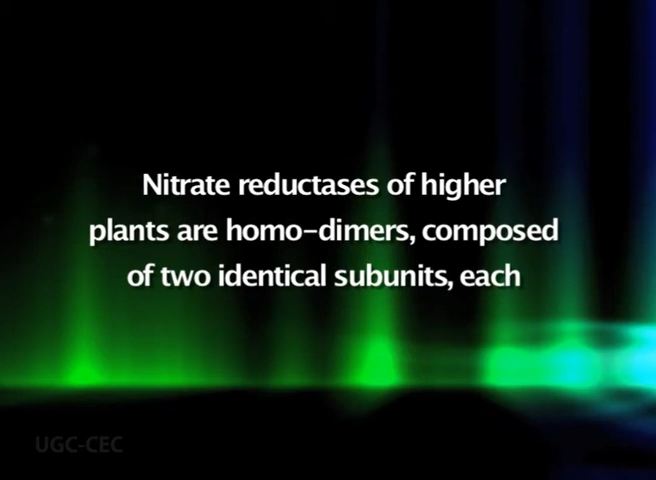 Nitrate reductases of higher
plants are homo-dimers, composed
of two identical subunits, each
UGC-CEC